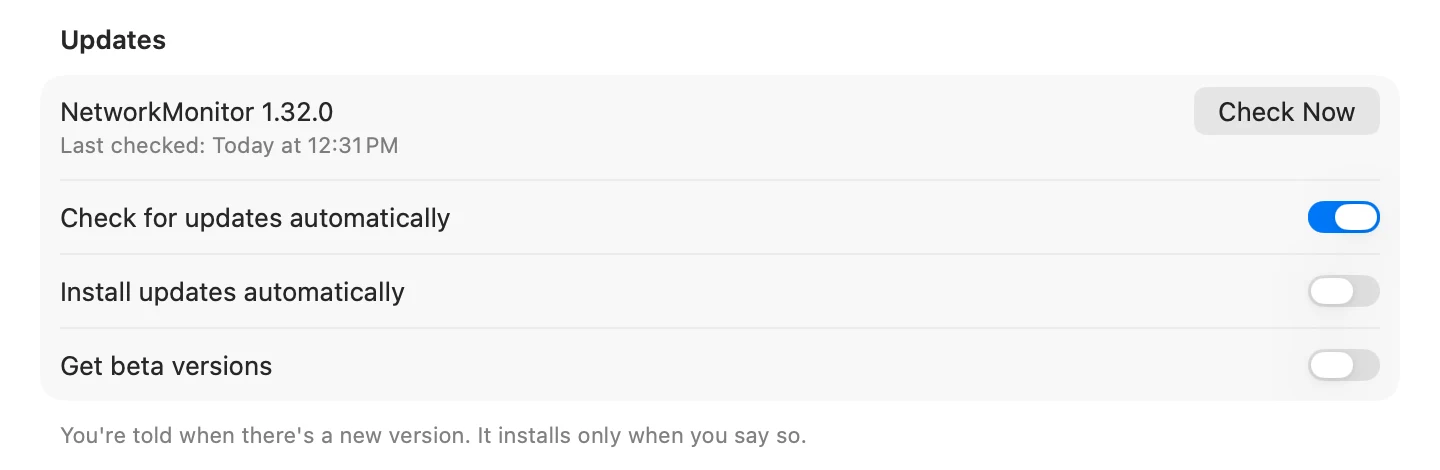 Updates
NetworkMonitor 1.32.0
Check Now
Last checked: Today at 12:31 PM
Check for updates automatically
Install updates automatically
Get beta versions
You're told when there's a new version. It installs only when you say so.